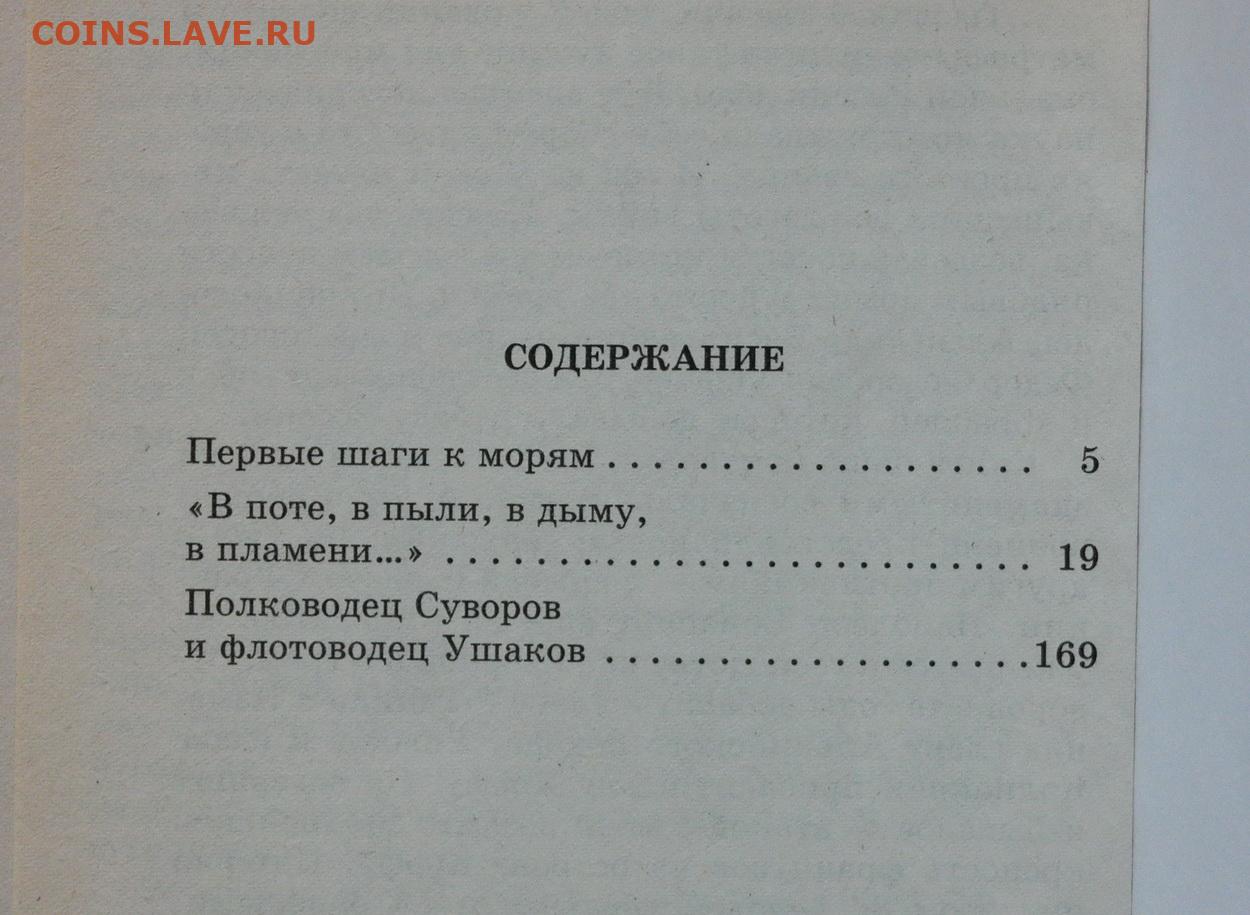 COINS.LAVE.RU
СОДЕРЖАНИЕ
Первые шаги к морям . . . . . . . . . . . . . . . . . . . 5
«В поте, в пыли, в дыму,
в пламени...» . . . . . . . . . . . . . . . . . . . . . . . . . . 19
Полководец Суворов
и флотоводец Ушаков . . . . . . . . . . . . . . . . . . . 169